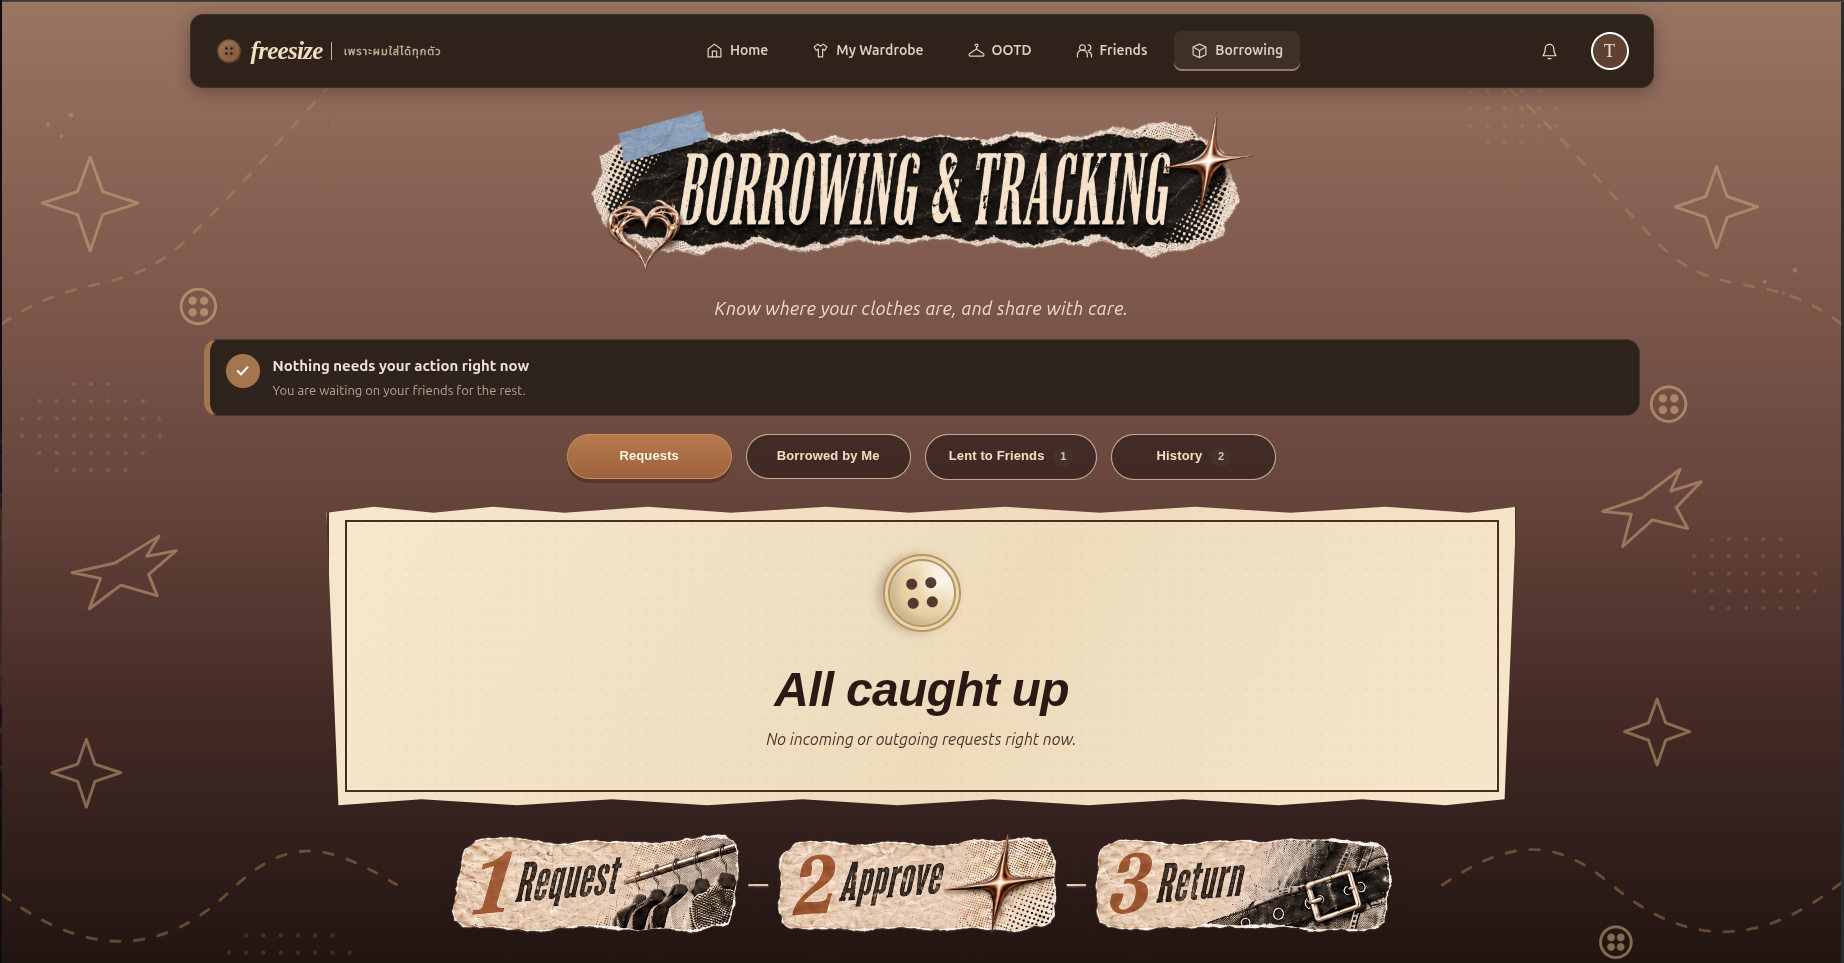 freesize | เพราะผมใส่ได้ทุกตัว
Home My Wardrobe OOTD Friends Borrowing
T
BORROWING & TRACKING
Know where your clothes are, and share with care.
Nothing needs your action right now
You are waiting on your friends for the rest.
Requests Borrowed by Me Lent to Friends 1 History 2
All caught up
No incoming or outgoing requests right now.
1 Request 2 Approve 3 Return